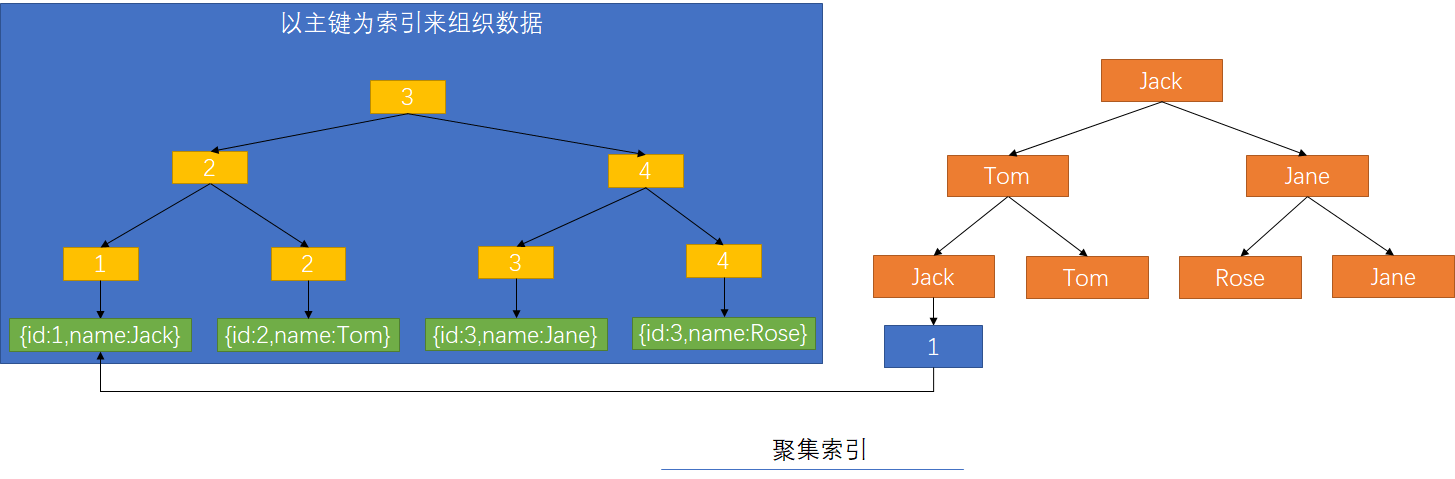 以主键为索引来组织数据
3
2
4
1
2
3
4
{id:1,name:Jack}
{id:2,name:Tom}
{id:3,name:Jane}
{id:3,name:Rose}
Jack
Tom
Jane
Jack
Tom
Rose
Jane
1
聚集索引